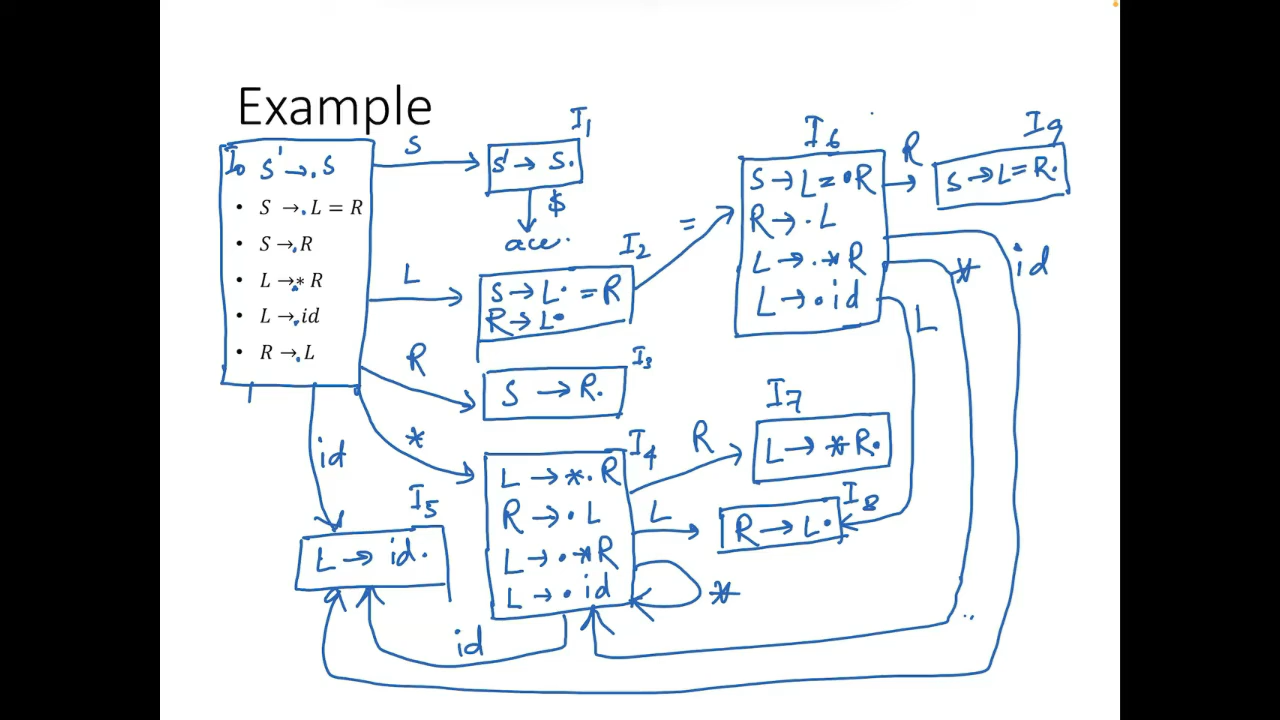 Example
I₀ S' → .S
• S → .L = R
• S → .R
• L → .* R
• L → .id
• R → .L
S
I₁
S' → S.
$
acc.
L
I₂
S → L. = R
R → L.
=
I₆
S → L = .R
R → .L
L → .*R
L → .id
R
I₉
S → L = R.
id
*
L
R
I₃
S → R.
*
I₄
L → *.R
R → .L
L → .*R
L → .id
R
I₇
L → *R.
L
I₈
R → L.
*
id
I₅
L → id.
id